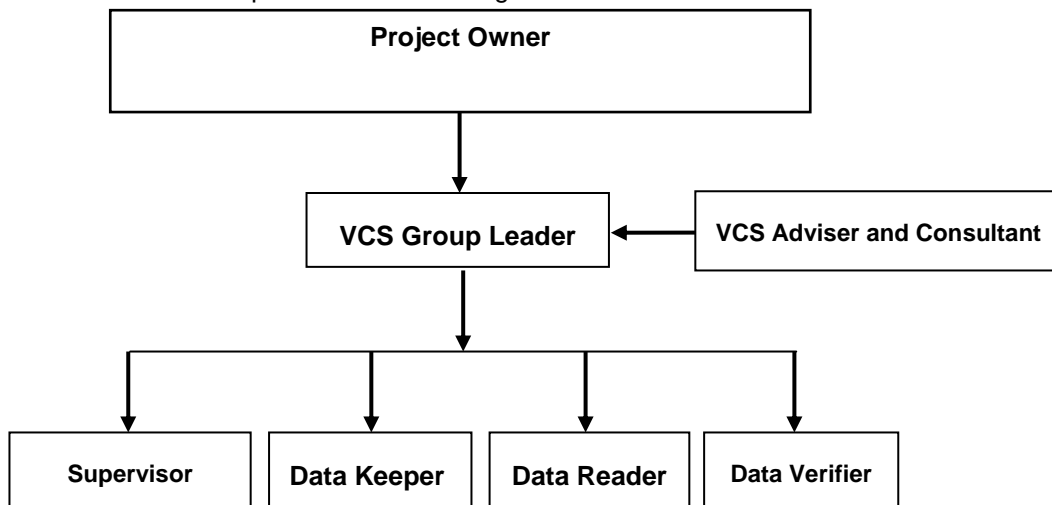 Project Owner
VCS Group Leader
VCS Adviser and Consultant
Supervisor
Data Keeper
Data Reader
Data Verifier